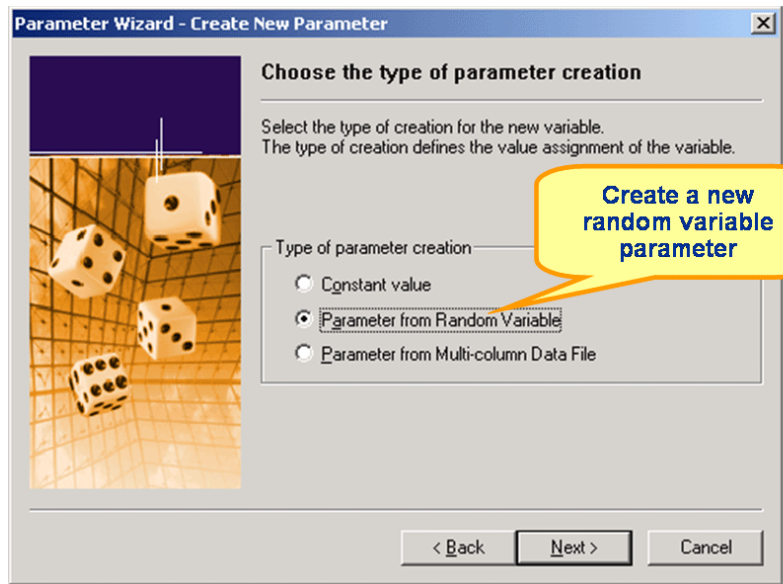 Parameter Wizard - Create New Parameter
Choose the type of parameter creation
Select the type of creation for the new variable.
The type of creation defines the value assignment of the variable.
Create a new
random variable
parameter
Type of parameter creation
Constant value
Parameter from Random Variable
Parameter from Multi-column Data File
< Back
Next >
Cancel